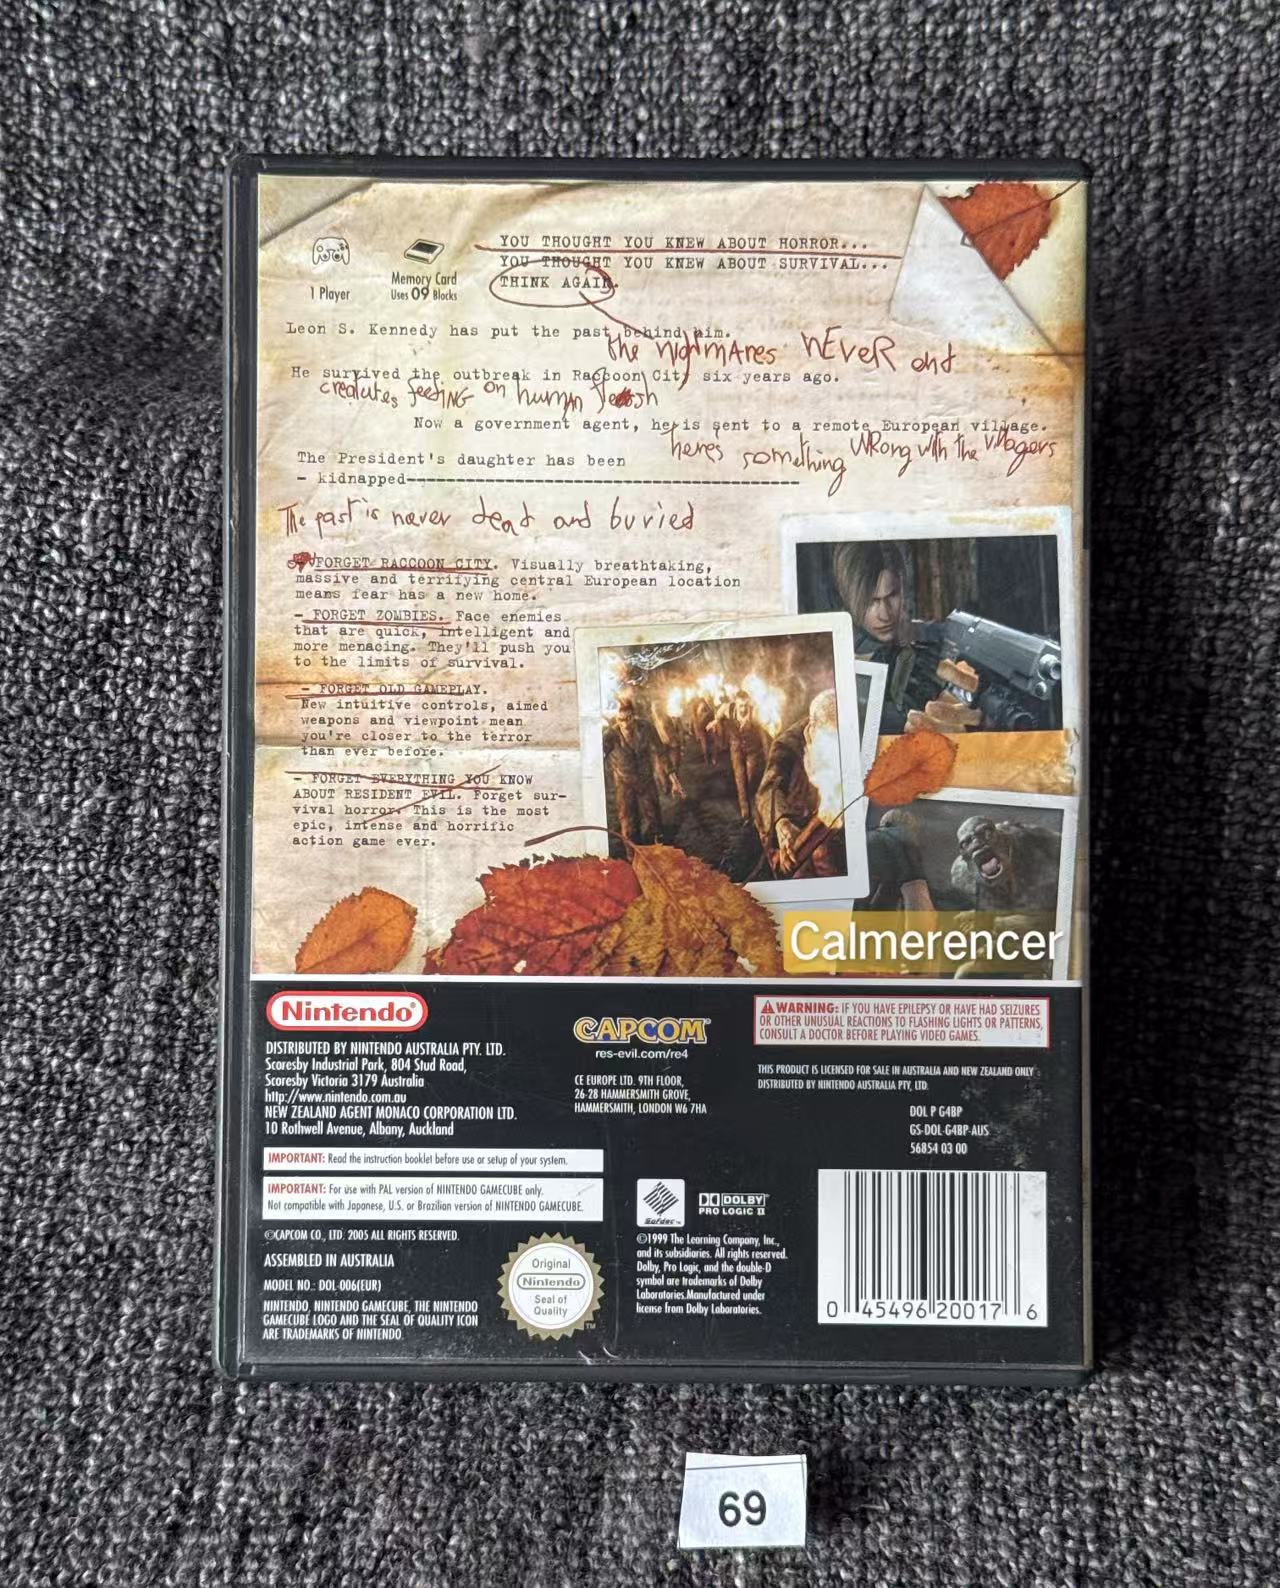 YOU THOUGHT YOU KNEW ABOUT HORROR...
YOU THOUGHT YOU KNEW ABOUT SURVIVAL...
THINK AGAIN.
1 Player
Memory Card
Uses 09 Blocks
Leon S. Kennedy has put the past behind him.
the nightmares nEveR end
He survived the outbreak in Raccoon City six years ago.
creatures feeding on human flesh
Now a government agent, he is sent to a remote European village.
heres something wRong with the villagers
The President's daughter has been
- kidnapped-
The past is never dead and buried
FORGET RACCOON CITY. Visually breathtaking,
massive and terrifying central European location
means fear has a new home.
- FORGET ZOMBIES. Face enemies
that are quick, intelligent and
more menacing. They'll push you
to the limits of survival.
- FORGET OLD GAMEPLAY.
New intuitive controls, aimed
weapons and viewpoint mean
you're closer to the terror
than ever before.
- FORGET EVERYTHING YOU KNOW
ABOUT RESIDENT EVIL. Forget sur-
vival horror. This is the most
epic, intense and horrific
action game ever.
Calmerencer
Nintendo®
DISTRIBUTED BY NINTENDO AUSTRALIA PTY. LTD.
Scoresby Industrial Park, 804 Stud Road,
Scoresby Victoria 3179 Australia
http://www.nintendo.com.au
NEW ZEALAND AGENT MONACO CORPORATION LTD.
10 Rothwell Avenue, Albany, Auckland
CAPCOM®
res-evil.com/re4
CE EUROPE LTD. 9TH FLOOR,
26-28 HAMMERSMITH GROVE,
HAMMERSMITH, LONDON W6 7HA
WARNING: IF YOU HAVE EPILEPSY OR HAVE HAD SEIZURES
OR OTHER UNUSUAL REACTIONS TO FLASHING LIGHTS OR PATTERNS,
CONSULT A DOCTOR BEFORE PLAYING VIDEO GAMES.
THIS PRODUCT IS LICENSED FOR SALE IN AUSTRALIA AND NEW ZEALAND ONLY
DISTRIBUTED BY NINTENDO AUSTRALIA PTY, LTD.
DOL P G4BP
GS-DOL-G4BP-AUS
56854 03 00
IMPORTANT: Read the instruction booklet before use or setup of your system.
IMPORTANT: For use with PAL version of NINTENDO GAMECUBE only.
Not compatible with Japanese, U.S. or Brazilian version of NINTENDO GAMECUBE.
©CAPCOM CO., LTD. 2005 ALL RIGHTS RESERVED.
ASSEMBLED IN AUSTRALIA
MODEL NO.: DOL-006(EUR)
NINTENDO, NINTENDO GAMECUBE, THE NINTENDO
GAMECUBE LOGO AND THE SEAL OF QUALITY ICON
ARE TRADEMARKS OF NINTENDO.
Original
Nintendo
Seal of
Quality
TM
Sofdec™
DOLBY
PRO LOGIC II
©1999 The Learning Company, Inc.,
and its subsidiaries. All rights reserved.
Dolby, Pro Logic, and the double-D
symbol are trademarks of Dolby
Laboratories.Manufactured under
license from Dolby Laboratories.
0 45496 20017 6
69